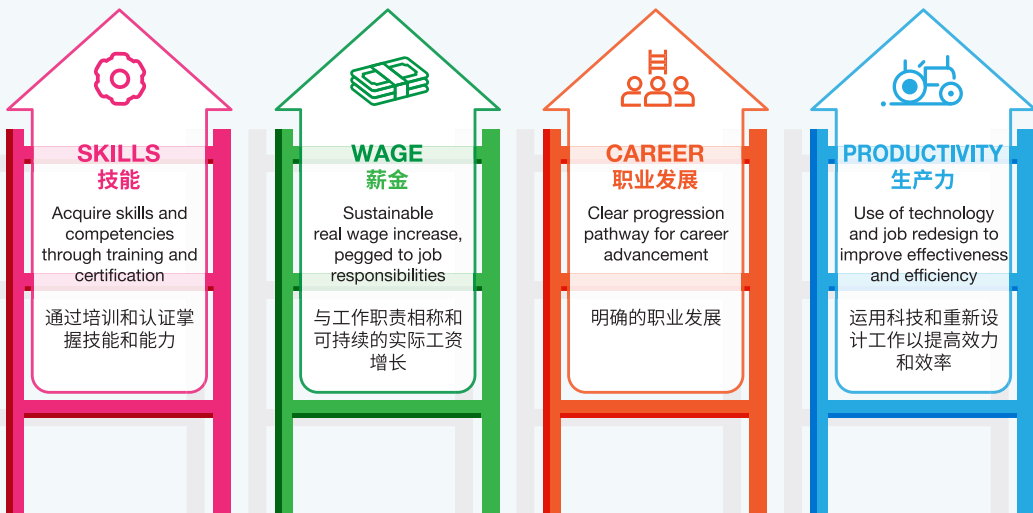 SKILLS
技能
Acquire skills and
competencies
through training and
certification
通过培训和认证掌
握技能和能力
WAGE
薪金
Sustainable
real wage increase,
pegged to job
responsibilities
与工作职责相称和
可持续的实际工资
增长
CAREER
职业发展
Clear progression
pathway for career
advancement
明确的职业发展
PRODUCTIVITY
生产力
Use of technology
and job redesign to
improve effectiveness
and efficiency
运用科技和重新设
计工作以提高效力
和效率